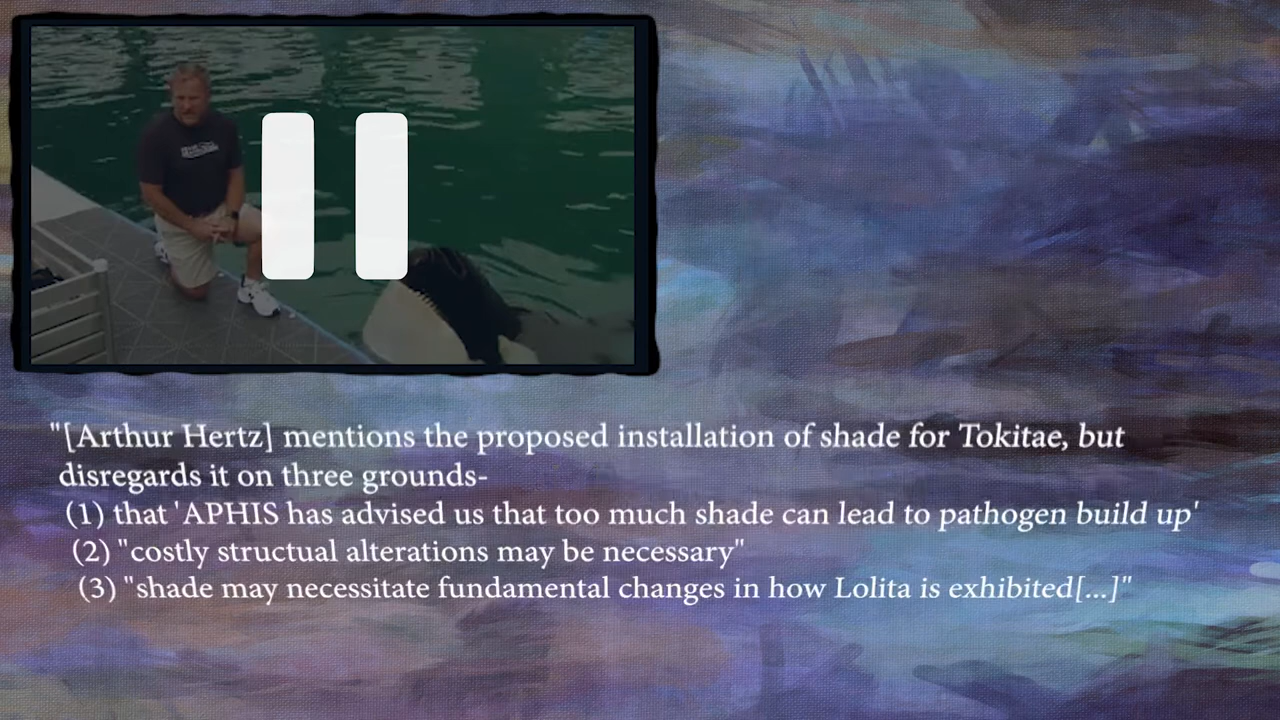 "[Arthur Hertz] mentions the proposed installation of shade for Tokitae, but
disregards it on three grounds-
(1) that 'APHIS has advised us that too much shade can lead to pathogen build up'
(2) "costly structual alterations may be necessary"
(3) "shade may necessitate fundamental changes in how Lolita is exhibited[...]"